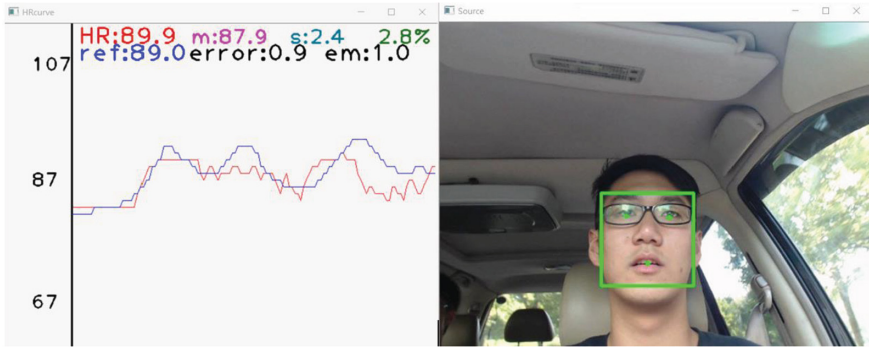 HRcurve
HR:89.9 m:87.9 s:2.4 2.8%
ref:89.0 error:0.9 em:1.0
107
87
67
Source